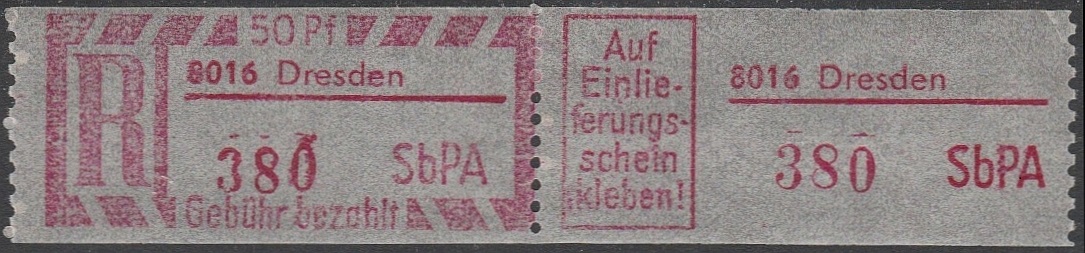 50 Pf
R
8016 Dresden
380
SbPA
Gebühr bezahlt
Auf
Einlie-
ferungs-
schein
kleben!
8016 Dresden
380
SbPA